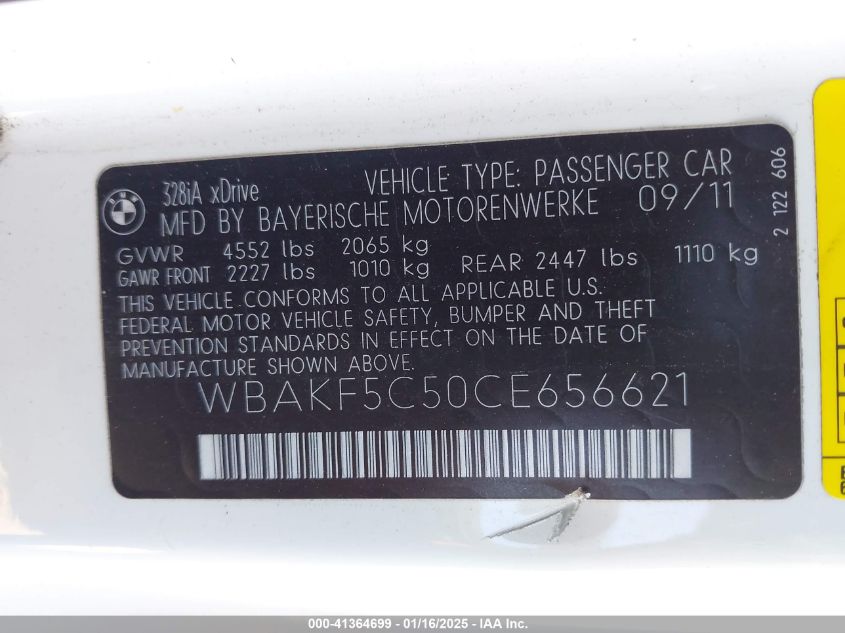 BMW
328iA xDrive
VEHICLE TYPE: PASSENGER CAR
MFD BY BAYERISCHE MOTORENWERKE 09/11
GVWR 4552 lbs 2065 kg
GAWR FRONT 2227 lbs 1010 kg REAR 2447 lbs 1110 kg
THIS VEHICLE CONFORMS TO ALL APPLICABLE U.S.
FEDERAL MOTOR VEHICLE SAFETY, BUMPER AND THEFT
PREVENTION STANDARDS IN EFFECT ON THE DATE OF
MANUFACTURE SHOWN ABOVE.
WBAKF5C50CE656621
2 122 606
000-41364699 - 01/16/2025 - IAA Inc.